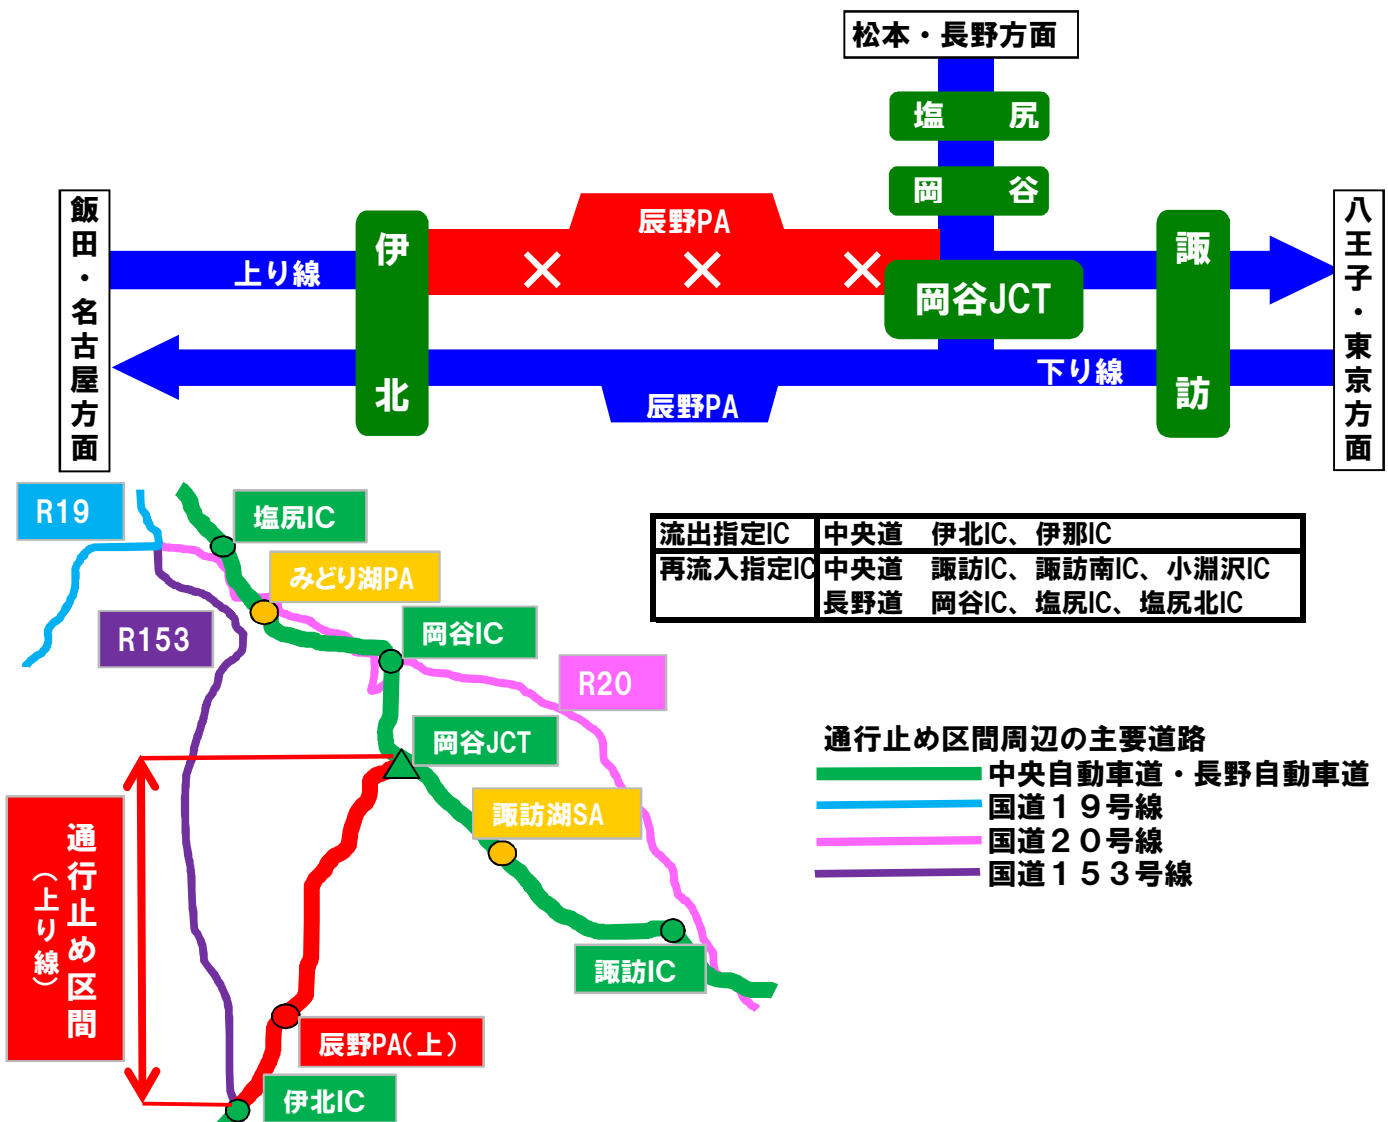 松本・長野方面
塩尻
岡谷
飯田・名古屋方面
伊北
辰野PA
諏訪
八王子・東京方面
上り線
岡谷JCT
下り線
辰野PA
R19
塩尻IC
みどり湖PA
R153
岡谷IC
R20
岡谷JCT
諏訪湖SA
諏訪IC
通行止め区間
(上り線)
辰野PA(上)
伊北IC
流出指定IC 中央道 伊北IC、伊那IC
再流入指定IC 中央道 諏訪IC、諏訪南IC、小淵沢IC
長野道 岡谷IC、塩尻IC、塩尻北IC
通行止め区間周辺の主要道路
中央自動車道・長野自動車道
国道19号線
国道20号線
国道153号線